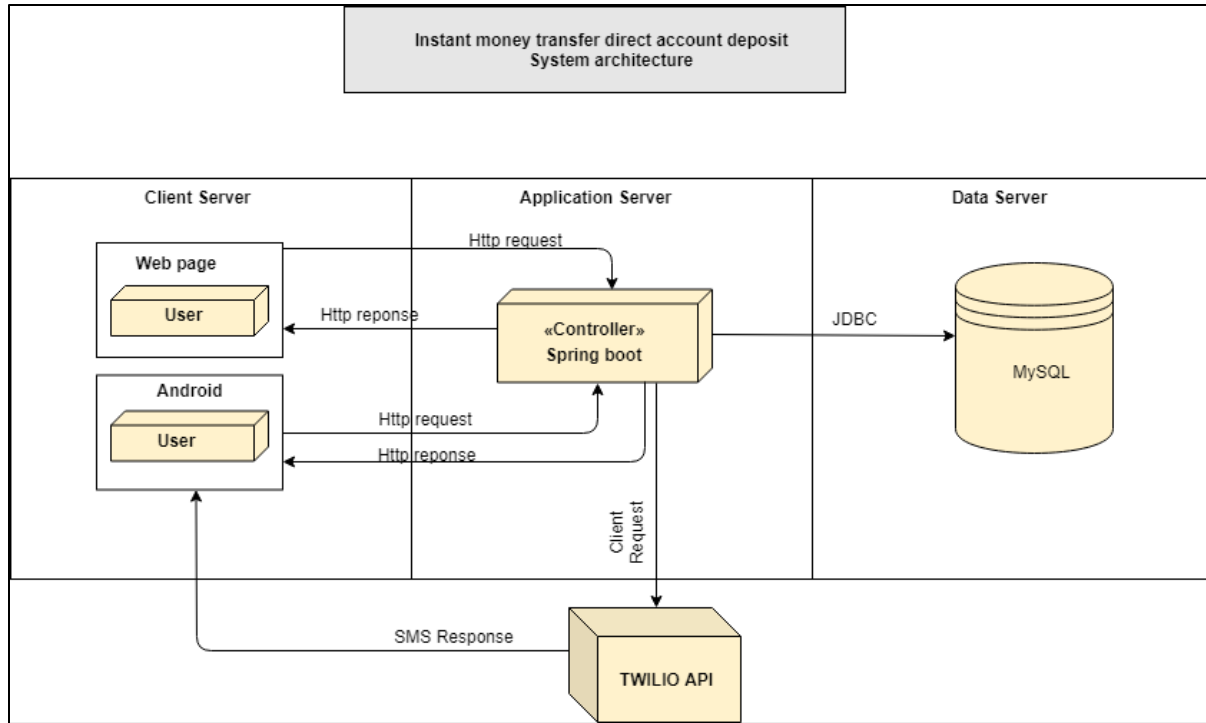 Instant money transfer direct account deposit
System architecture
Client Server
Application Server
Data Server
Web page
User
Http request
Http reponse
«Controller»
Spring boot
JDBC
MySQL
Android
User
Http request
Http reponse
Client
Request
SMS Response
TWILIO API